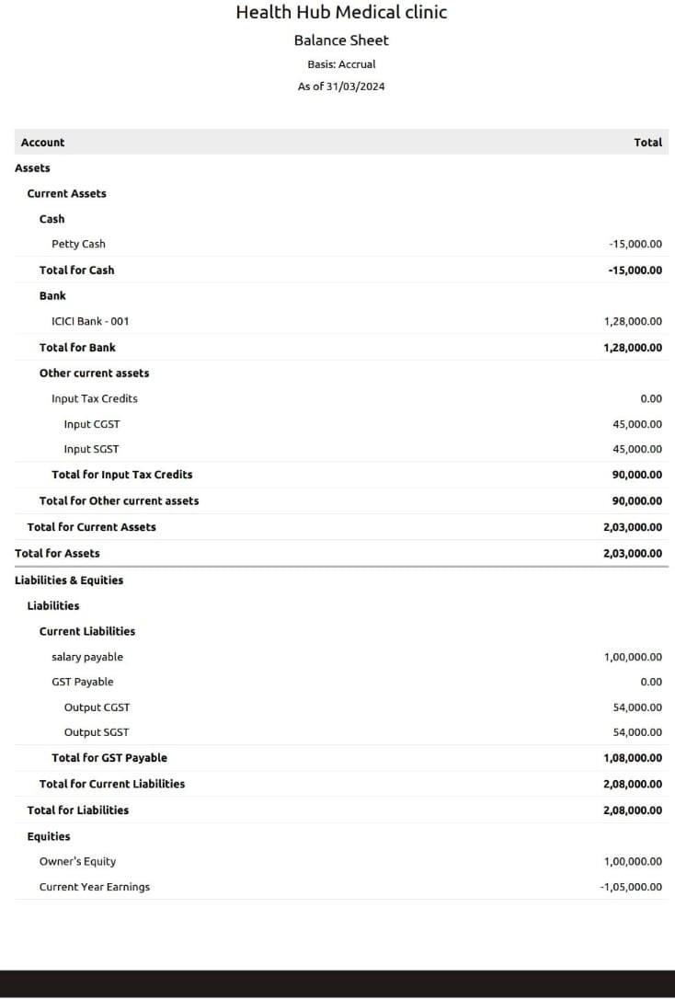 Health Hub Medical clinic
Balance Sheet
Basis: Accrual
As of 31/03/2024
Account Total
Assets
Current Assets
Cash
Petty Cash -15,000.00
Total for Cash -15,000.00
Bank
ICICI Bank - 001 1,28,000.00
Total for Bank 1,28,000.00
Other current assets
Input Tax Credits 0.00
Input CGST 45,000.00
Input SGST 45,000.00
Total for Input Tax Credits 90,000.00
Total for Other current assets 90,000.00
Total for Current Assets 2,03,000.00
Total for Assets 2,03,000.00
Liabilities & Equities
Liabilities
Current Liabilities
salary payable 1,00,000.00
GST Payable 0.00
Output CGST 54,000.00
Output SGST 54,000.00
Total for GST Payable 1,08,000.00
Total for Current Liabilities 2,08,000.00
Total for Liabilities 2,08,000.00
Equities
Owner's Equity 1,00,000.00
Current Year Earnings -1,05,000.00